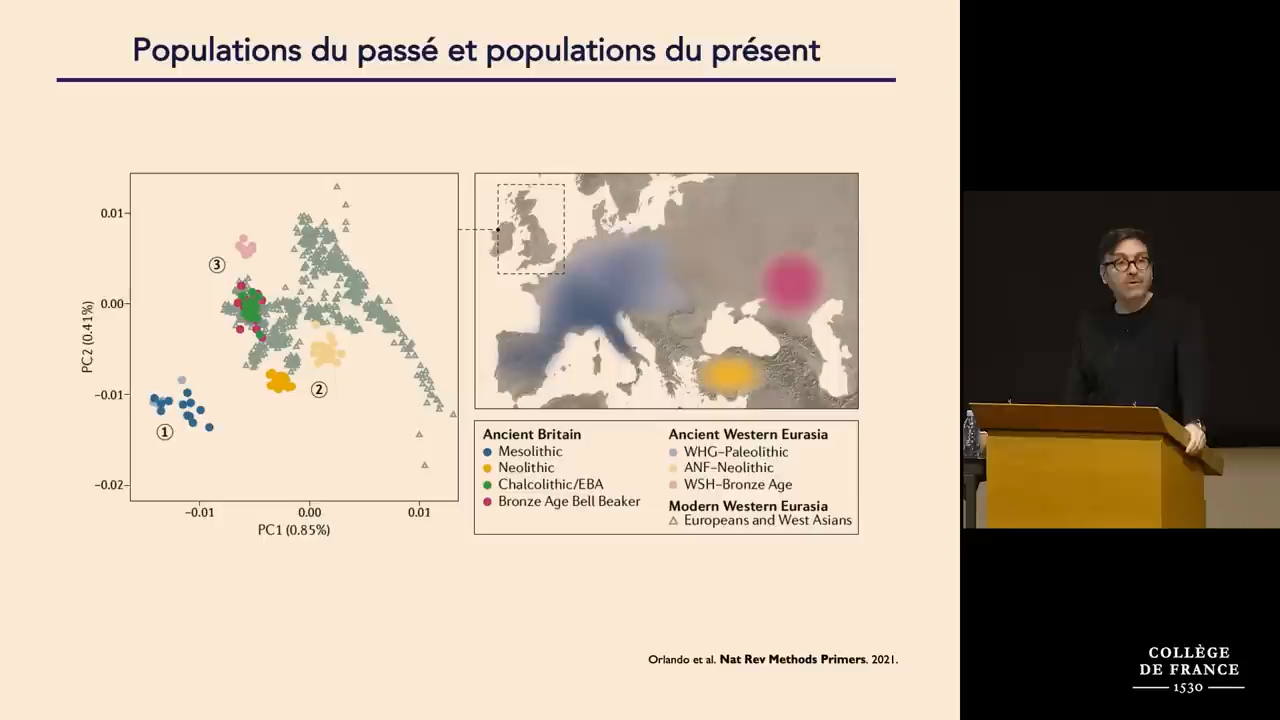 Populations du passé et populations du présent
0.01
0.00
−0.01
−0.02
PC2 (0.41%)
−0.01
0.00
0.01
PC1 (0.85%)
3
2
1
Ancient Britain
Mesolithic
Neolithic
Chalcolithic/EBA
Bronze Age Bell Beaker
Ancient Western Eurasia
WHG–Paleolithic
ANF–Neolithic
WSH–Bronze Age
Modern Western Eurasia
Europeans and West Asians
Orlando et al. Nat Rev Methods Primers. 2021.
COLLÈGE
DE FRANCE
1530